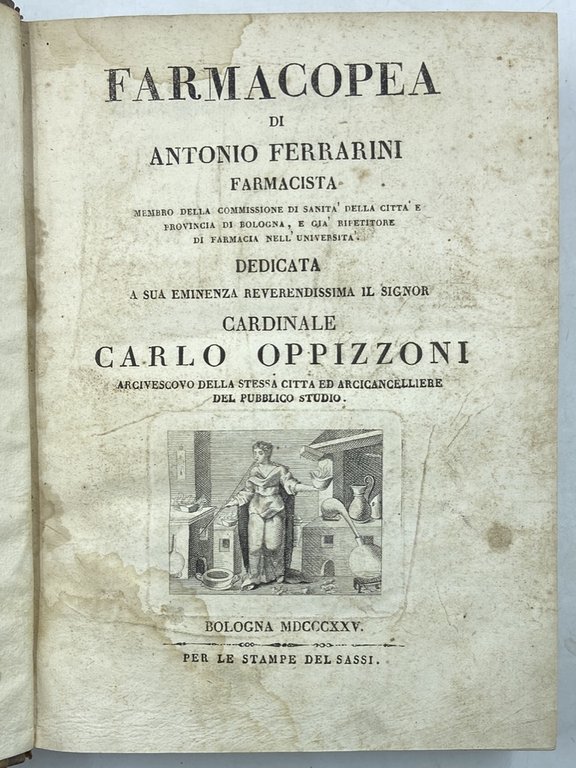 FARMACOPEA
DI
ANTONIO FERRARINI
FARMACISTA
MEMBRO DELLA COMMISSIONE DI SANITA' DELLA CITTA' E
PROVINCIA DI BOLOGNA, E GIA' RIPETITORE
DI FARMACIA NELL'UNIVERSITA'.
DEDICATA
A SUA EMINENZA REVERENDISSIMA IL SIGNOR
CARDINALE
CARLO OPPIZZONI
ARCIVESCOVO DELLA STESSA CITTA ED ARCICANCELLIERE
DEL PUBBLICO STUDIO.
BOLOGNA MDCCCXXV.
PER LE STAMPE DEL SASSI.